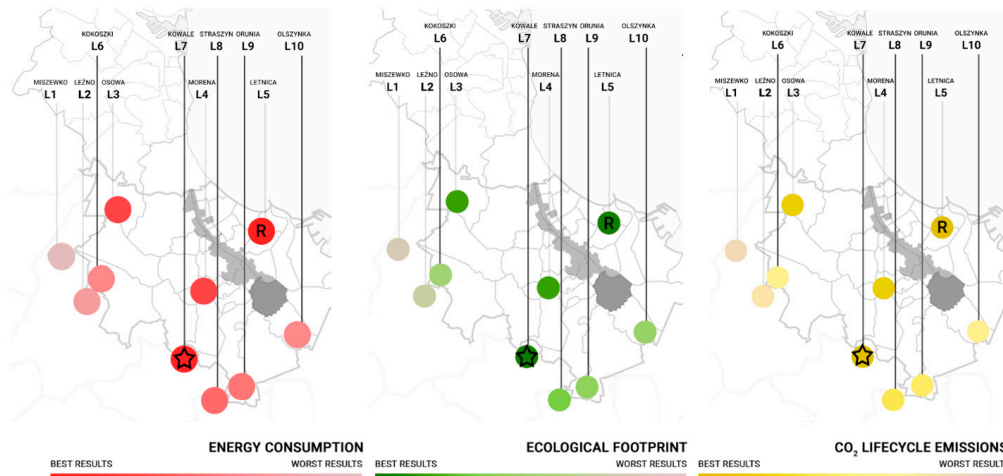 KOKOSZKI KOWALE STRASZYN ORUNIA OLSZYNKA
L6 L7 L8 L9 L10
MISZEWKO LEŹNO OSOWA MORENA LETNICA
L1 L2 L3 L4 L5
R
ENERGY CONSUMPTION
BEST RESULTS WORST RESULTS
KOKOSZKI KOWALE STRASZYN ORUNIA OLSZYNKA
L6 L7 L8 L9 L10
MISZEWKO LEŹNO OSOWA MORENA LETNICA
L1 L2 L3 L4 L5
R
ECOLOGICAL FOOTPRINT
BEST RESULTS WORST RESULTS
KOKOSZKI KOWALE STRASZYN ORUNIA OLSZYNKA
L6 L7 L8 L9 L10
MISZEWKO LEŹNO OSOWA MORENA LETNICA
L1 L2 L3 L4 L5
R
CO₂ LIFECYCLE EMISSIONS
BEST RESULTS WORST RESULTS